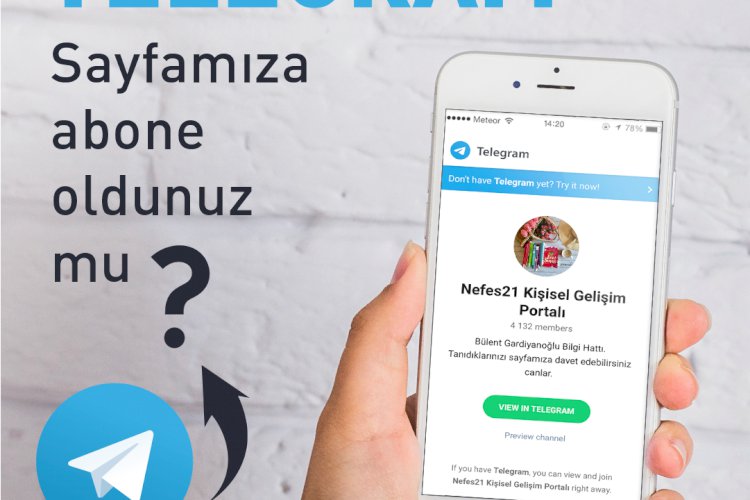 TELEGRAM
Sayfamıza
abone
oldunuz
mu ?
Meteor
14:20
78%
Telegram
Don't have Telegram yet? Try it now!
Nefes21 Kişisel Gelişim
Portalı
4 132 members
Bülent Gardiyanoğlu Bilgi Hattı.
Tanıdıklarınızı sayfamıza davet edebilirsiniz
canlar.
VIEW IN TELEGRAM
Preview channel
If you have Telegram, you can view and join
Nefes21 Kişisel Gelişim Portalı right away.